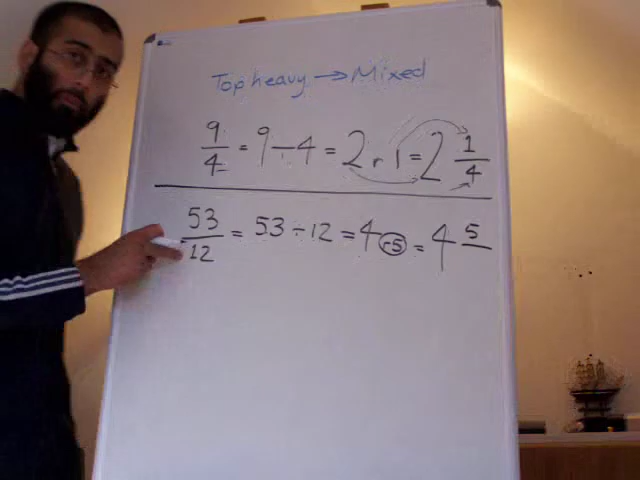 Top heavy → Mixed
9/4 = 9 ÷ 4 = 2 r 1 = 2 1/4
53/12 = 53 ÷ 12 = 4 r5 = 4 5/